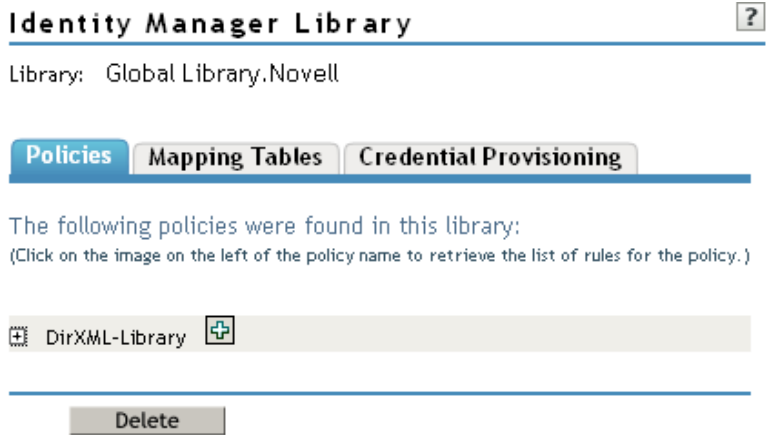 Identity Manager Library
?
Library: Global Library.Novell
Policies Mapping Tables Credential Provisioning
The following policies were found in this library:
(Click on the image on the left of the policy name to retrieve the list of rules for the policy.)
DirXML-Library
Delete